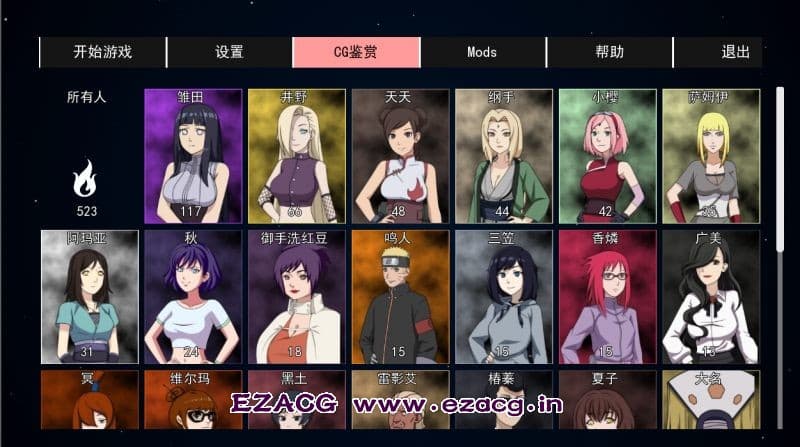 开始游戏 设置 CG鉴赏 Mods 帮助 退出
所有人 雏田 井野 天天 纲手 小樱 萨姆伊
523 117 66 48 44 42 35
阿玛亚 秋 御手洗红豆 鸣人 三笠 香燐 广美
31 24 18 15 15 15 13
冥 维尔玛 黑土 雷影艾 椿蓁 夏子 大名
EZACG www.ezacg.in